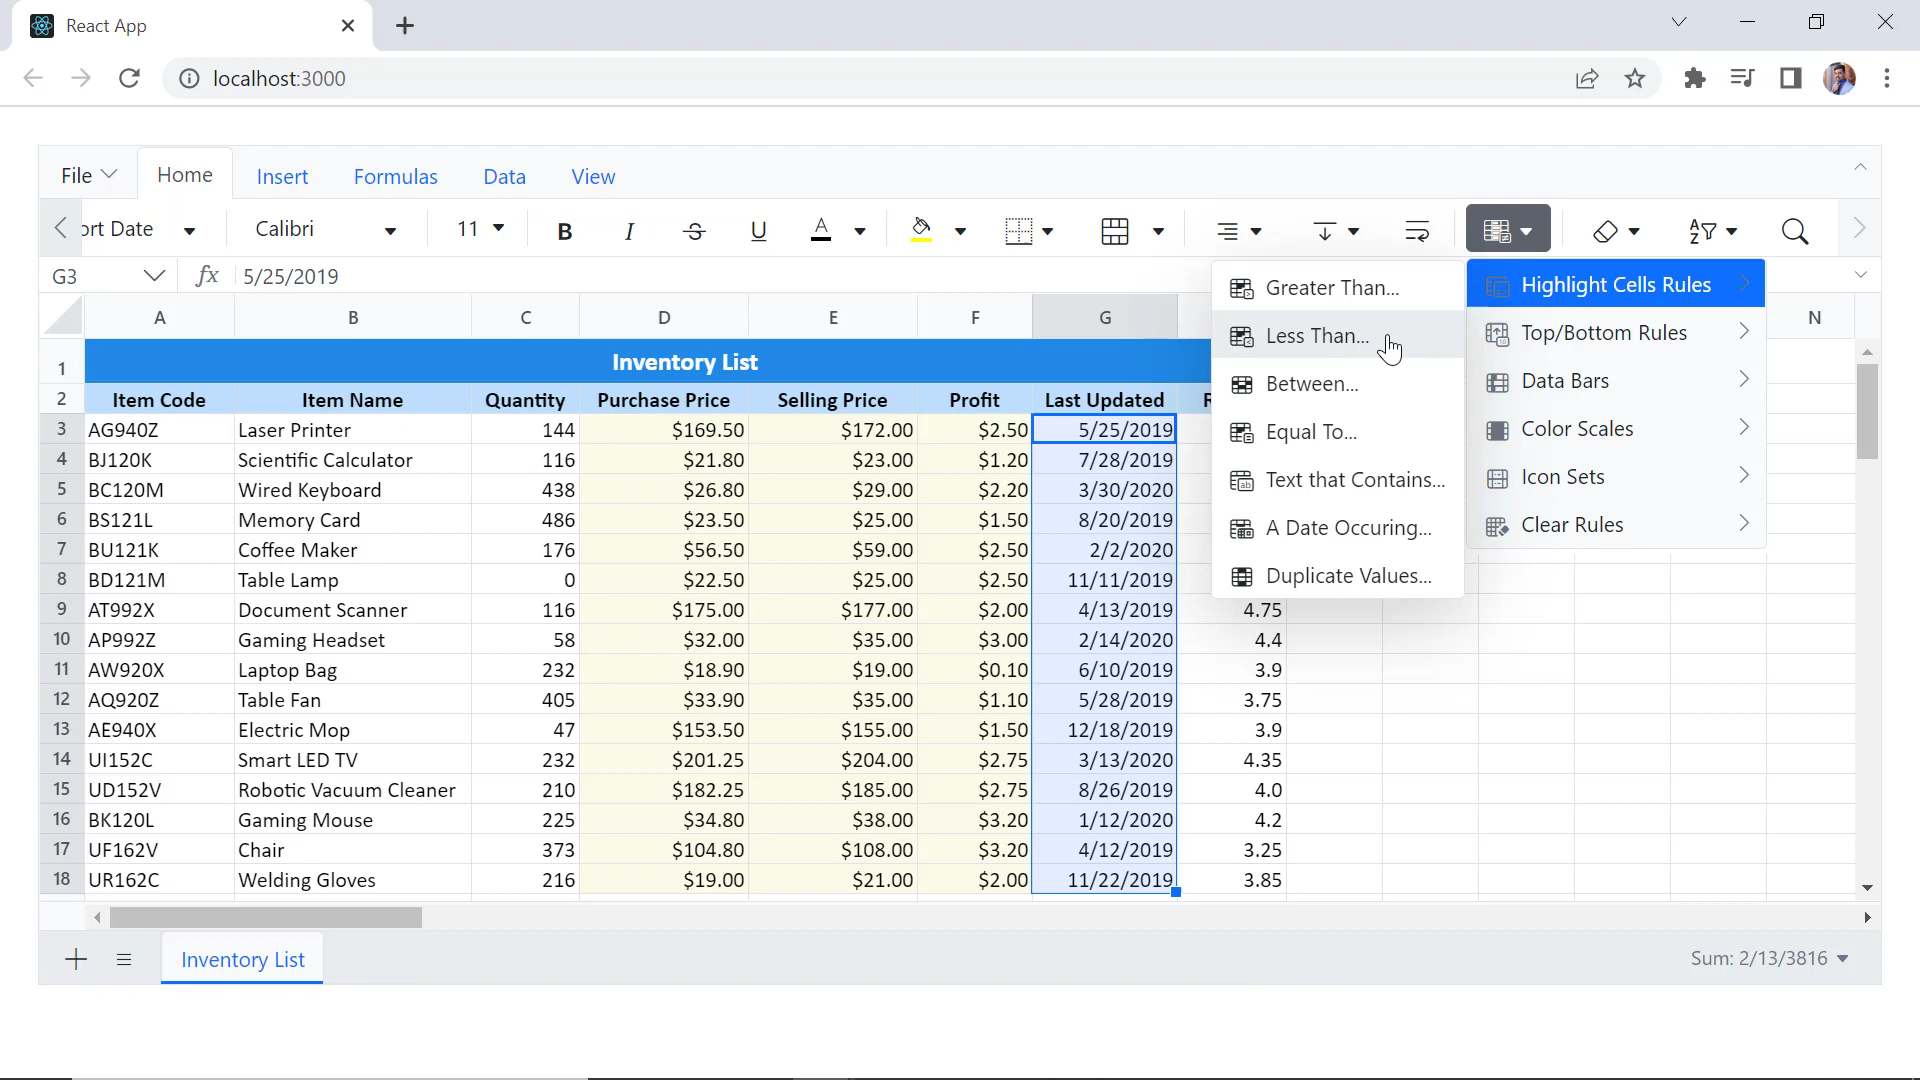 React App
localhost:3000
File Home Insert Formulas Data View
ort Date Calibri 11 B I S U A
G3 fx 5/25/2019
Greater Than...
Less Than...
Between...
Equal To...
Text that Contains...
A Date Occuring...
Duplicate Values...
Highlight Cells Rules
Top/Bottom Rules
Data Bars
Color Scales
Icon Sets
Clear Rules
A B C D E F G N
1 Inventory List
2 Item Code Item Name Quantity Purchase Price Selling Price Profit Last Updated R
3 AG940Z Laser Printer 144 $169.50 $172.00 $2.50 5/25/2019
4 BJ120K Scientific Calculator 116 $21.80 $23.00 $1.20 7/28/2019
5 BC120M Wired Keyboard 438 $26.80 $29.00 $2.20 3/30/2020
6 BS121L Memory Card 486 $23.50 $25.00 $1.50 8/20/2019
7 BU121K Coffee Maker 176 $56.50 $59.00 $2.50 2/2/2020
8 BD121M Table Lamp 0 $22.50 $25.00 $2.50 11/11/2019
9 AT992X Document Scanner 116 $175.00 $177.00 $2.00 4/13/2019 4.75
10 AP992Z Gaming Headset 58 $32.00 $35.00 $3.00 2/14/2020 4.4
11 AW920X Laptop Bag 232 $18.90 $19.00 $0.10 6/10/2019 3.9
12 AQ920Z Table Fan 405 $33.90 $35.00 $1.10 5/28/2019 3.75
13 AE940X Electric Mop 47 $153.50 $155.00 $1.50 12/18/2019 3.9
14 UI152C Smart LED TV 232 $201.25 $204.00 $2.75 3/13/2020 4.35
15 UD152V Robotic Vacuum Cleaner 210 $182.25 $185.00 $2.75 8/26/2019 4.0
16 BK120L Gaming Mouse 225 $34.80 $38.00 $3.20 1/12/2020 4.2
17 UF162V Chair 373 $104.80 $108.00 $3.20 4/12/2019 3.25
18 UR162C Welding Gloves 216 $19.00 $21.00 $2.00 11/22/2019 3.85
Inventory List
Sum: 2/13/3816